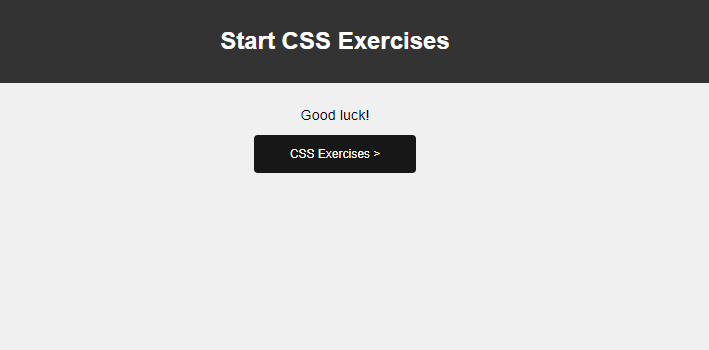 Start CSS Exercises
Good luck!
CSS Exercises >